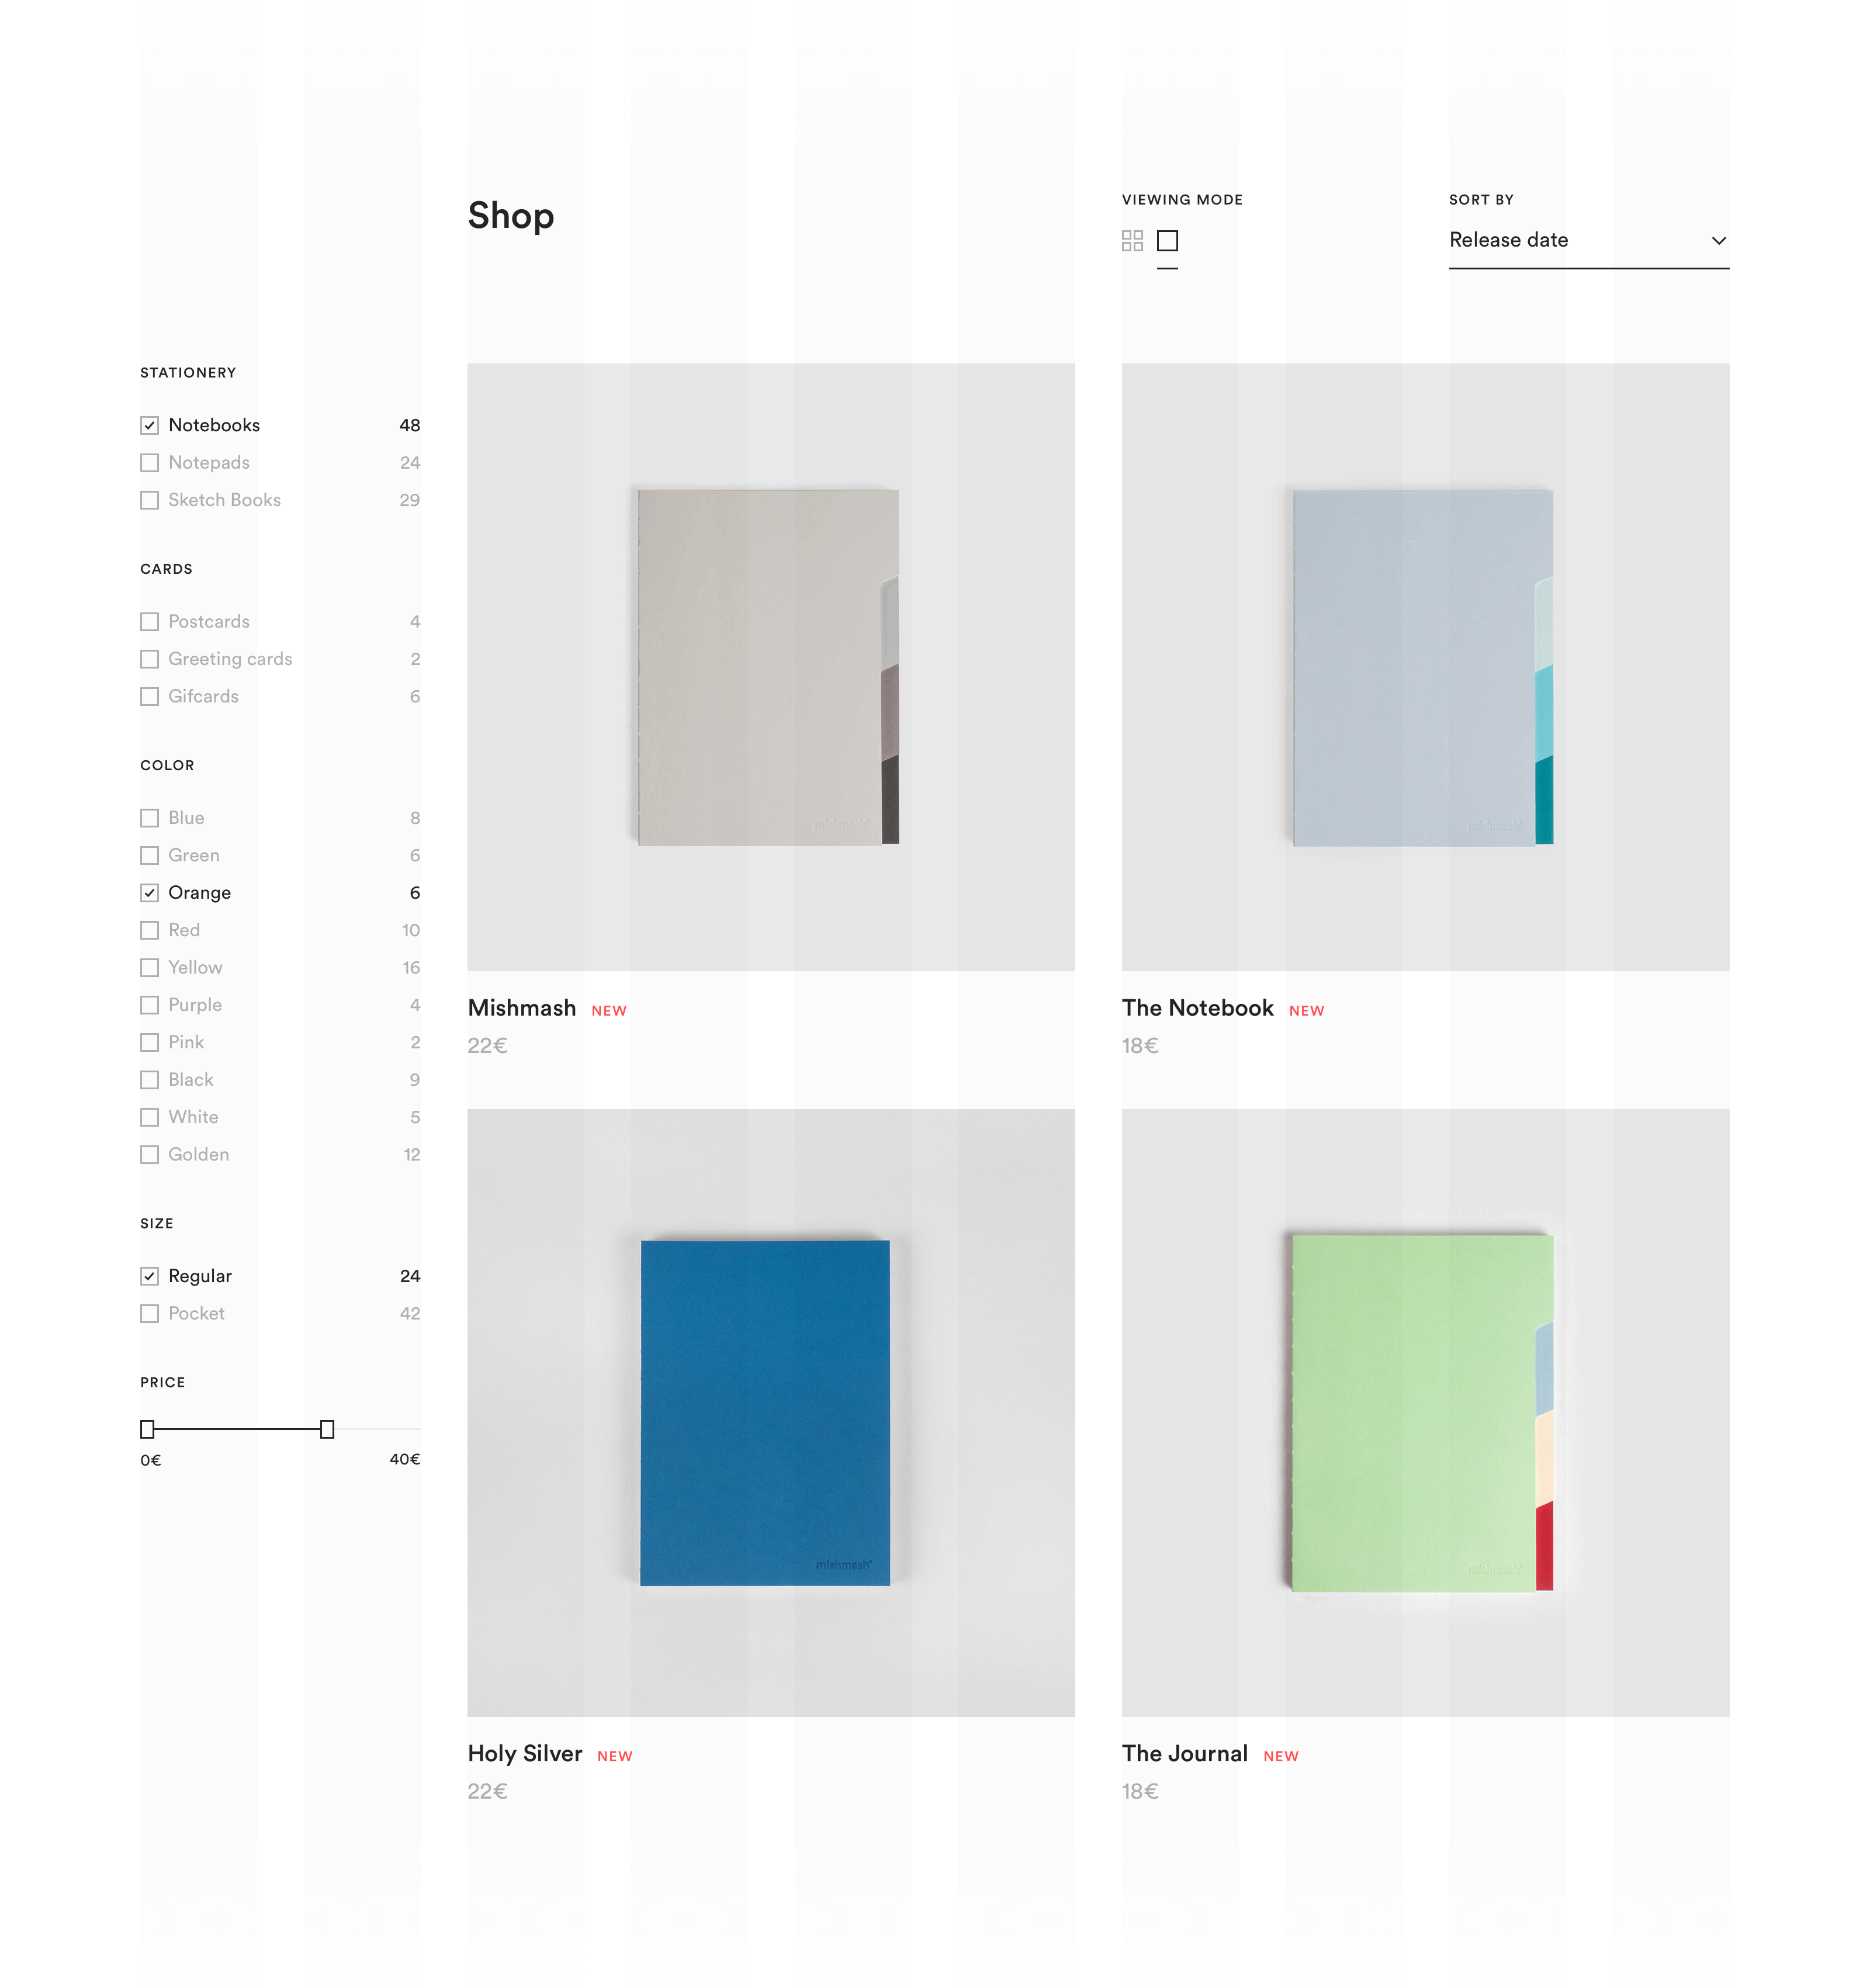 Shop
VIEWING MODE
SORT BY
Release date
STATIONERY
Notebooks 48
Notepads 24
Sketch Books 29
CARDS
Postcards 4
Greeting cards 2
Gifcards 6
COLOR
Blue 8
Green 6
Orange 6
Red 10
Yellow 16
Purple 4
Pink 2
Black 9
White 5
Golden 12
SIZE
Regular 24
Pocket 42
PRICE
0€ 40€
mishmash
Mishmash NEW
22€
mishmash
The Notebook NEW
18€
mishmash
Holy Silver NEW
22€
mishmash
The Journal NEW
18€